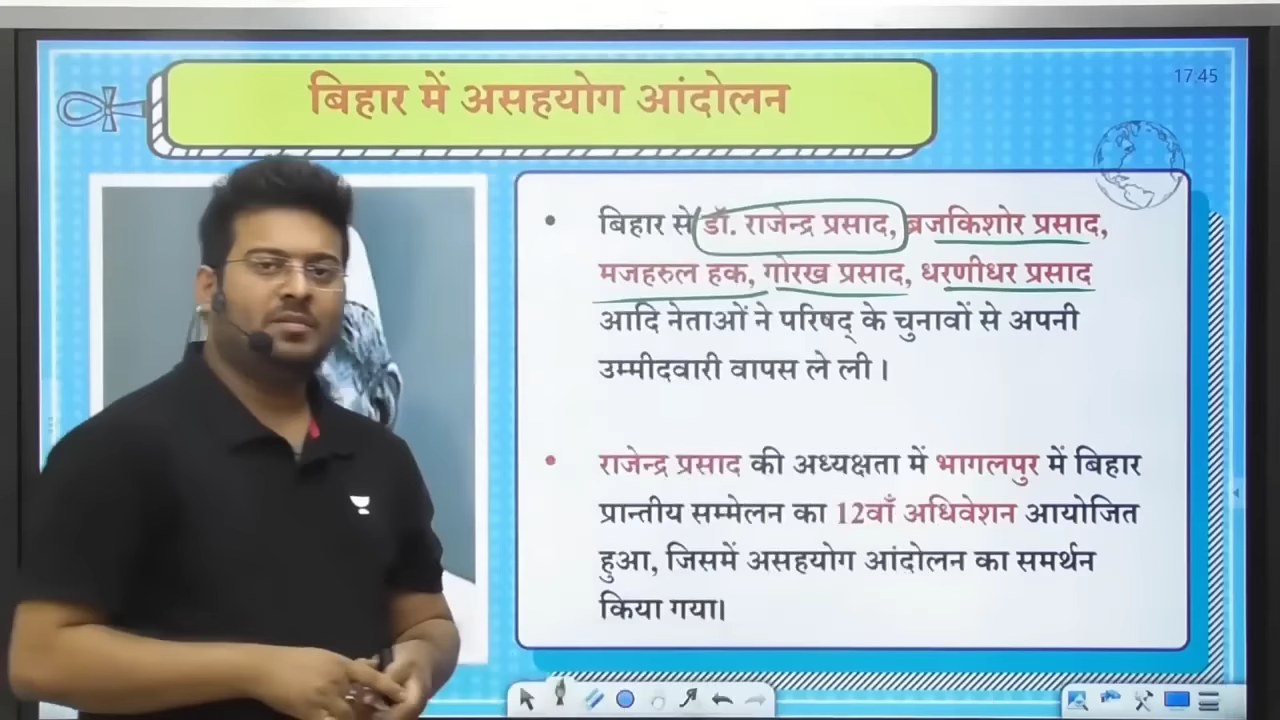 बिहार में असहयोग आंदोलन
17:45
• बिहार से डॉ. राजेन्द्र प्रसाद, ब्रजकिशोर प्रसाद,
मजहरुल हक, गोरख प्रसाद, धरणीधर प्रसाद
आदि नेताओं ने परिषद् के चुनावों से अपनी
उम्मीदवारी वापस ले ली।
• राजेन्द्र प्रसाद की अध्यक्षता में भागलपुर में बिहार
प्रान्तीय सम्मेलन का 12वाँ अधिवेशन आयोजित
हुआ, जिसमें असहयोग आंदोलन का समर्थन
किया गया।